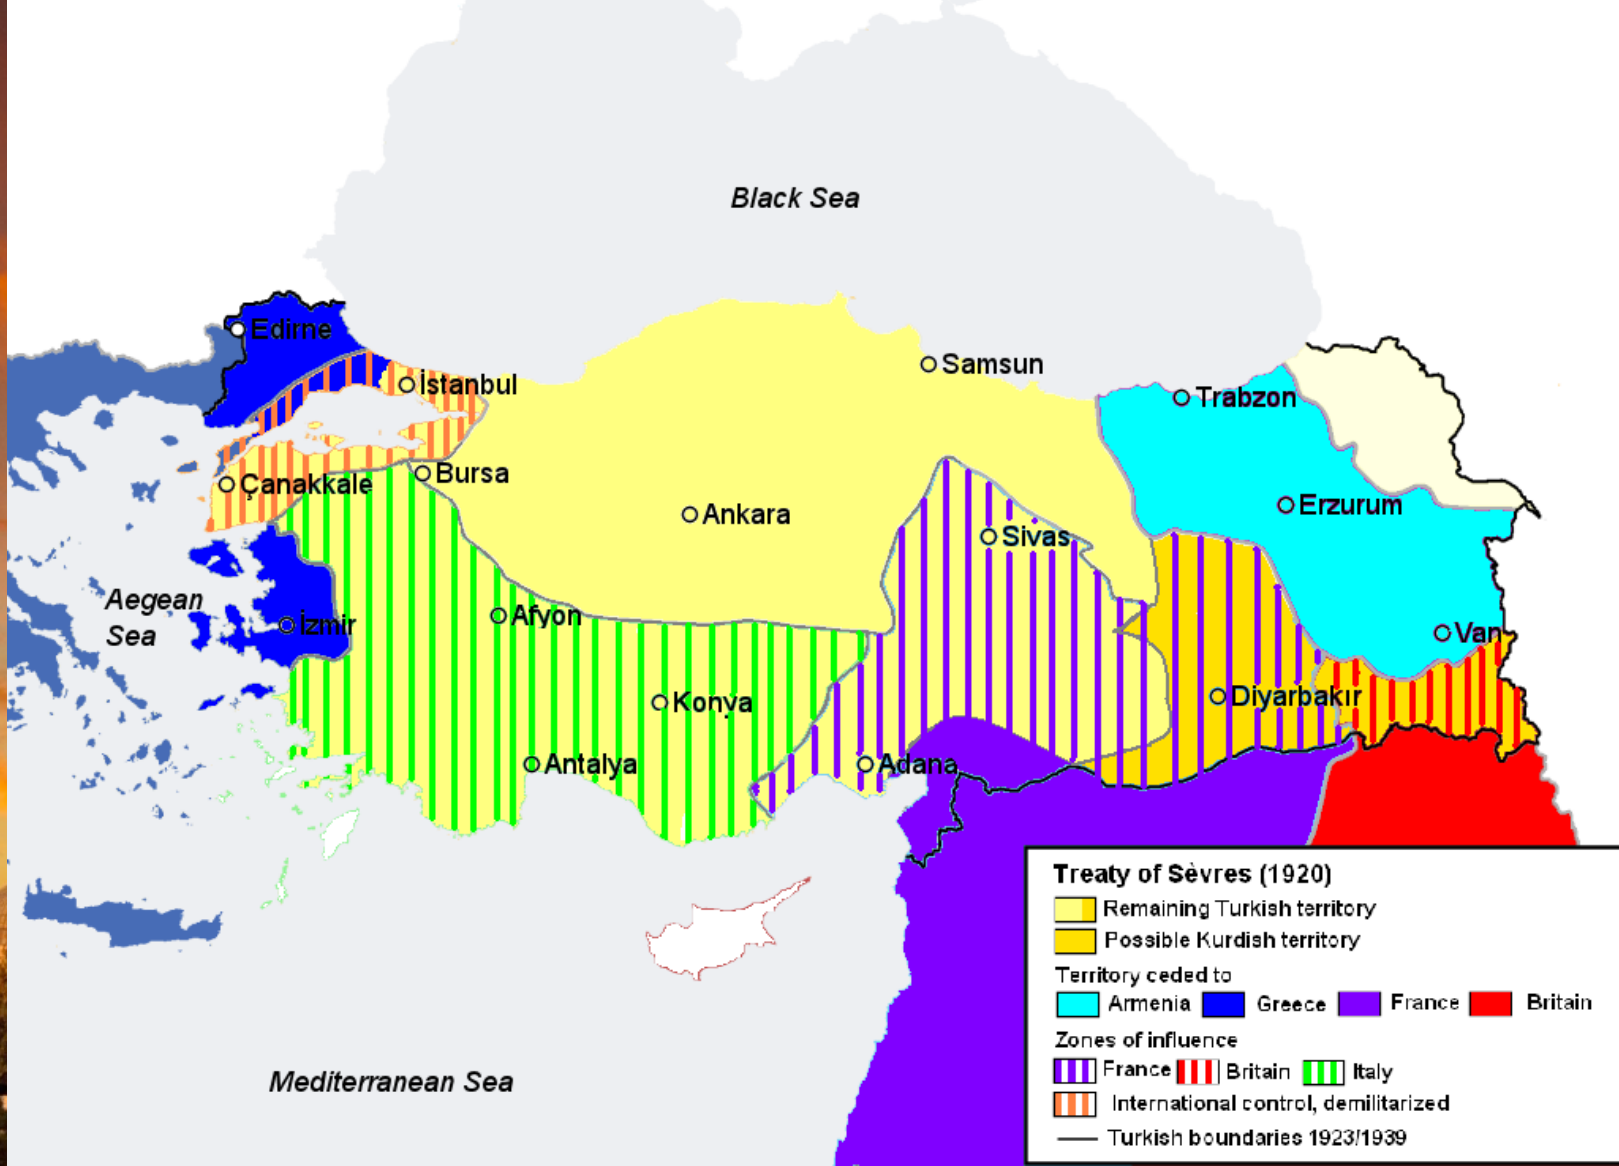 Black Sea
Edirne
Samsun
İstanbul
Trabzon
Bursa
Çanakkale
Erzurum
Ankara
Sivas
Aegean
Sea
İzmir
Afyon
Van
Diyarbakır
Konya
Antalya
Adana
Mediterranean Sea
Treaty of Sèvres (1920)
Remaining Turkish territory
Possible Kurdish territory
Territory ceded to
Armenia Greece France Britain
Zones of influence
France Britain Italy
International control, demilitarized
Turkish boundaries 1923/1939